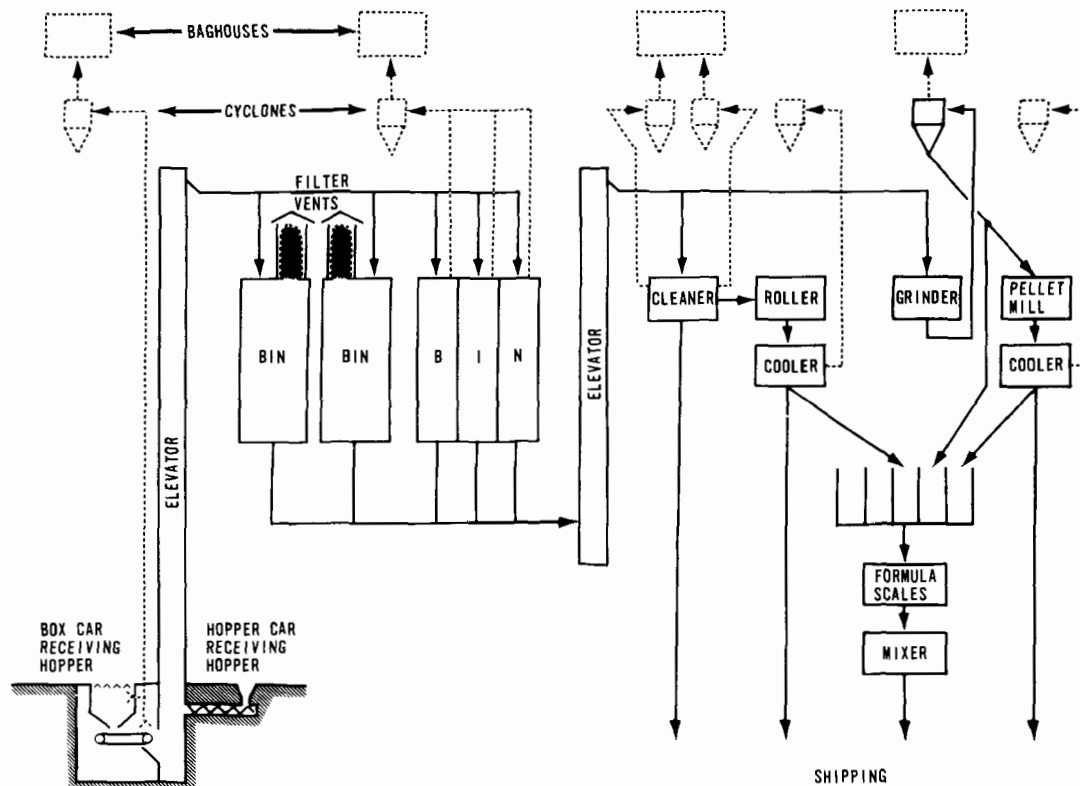 BAGHOUSES
CYCLONES
FILTER
VENTS
ELEVATOR
BIN
BIN
B I N
ELEVATOR
CLEANER
ROLLER
COOLER
GRINDER
PELLET
MILL
COOLER
FORMULA
SCALES
MIXER
BOX CAR
RECEIVING
HOPPER
HOPPER CAR
RECEIVING
HOPPER
SHIPPING